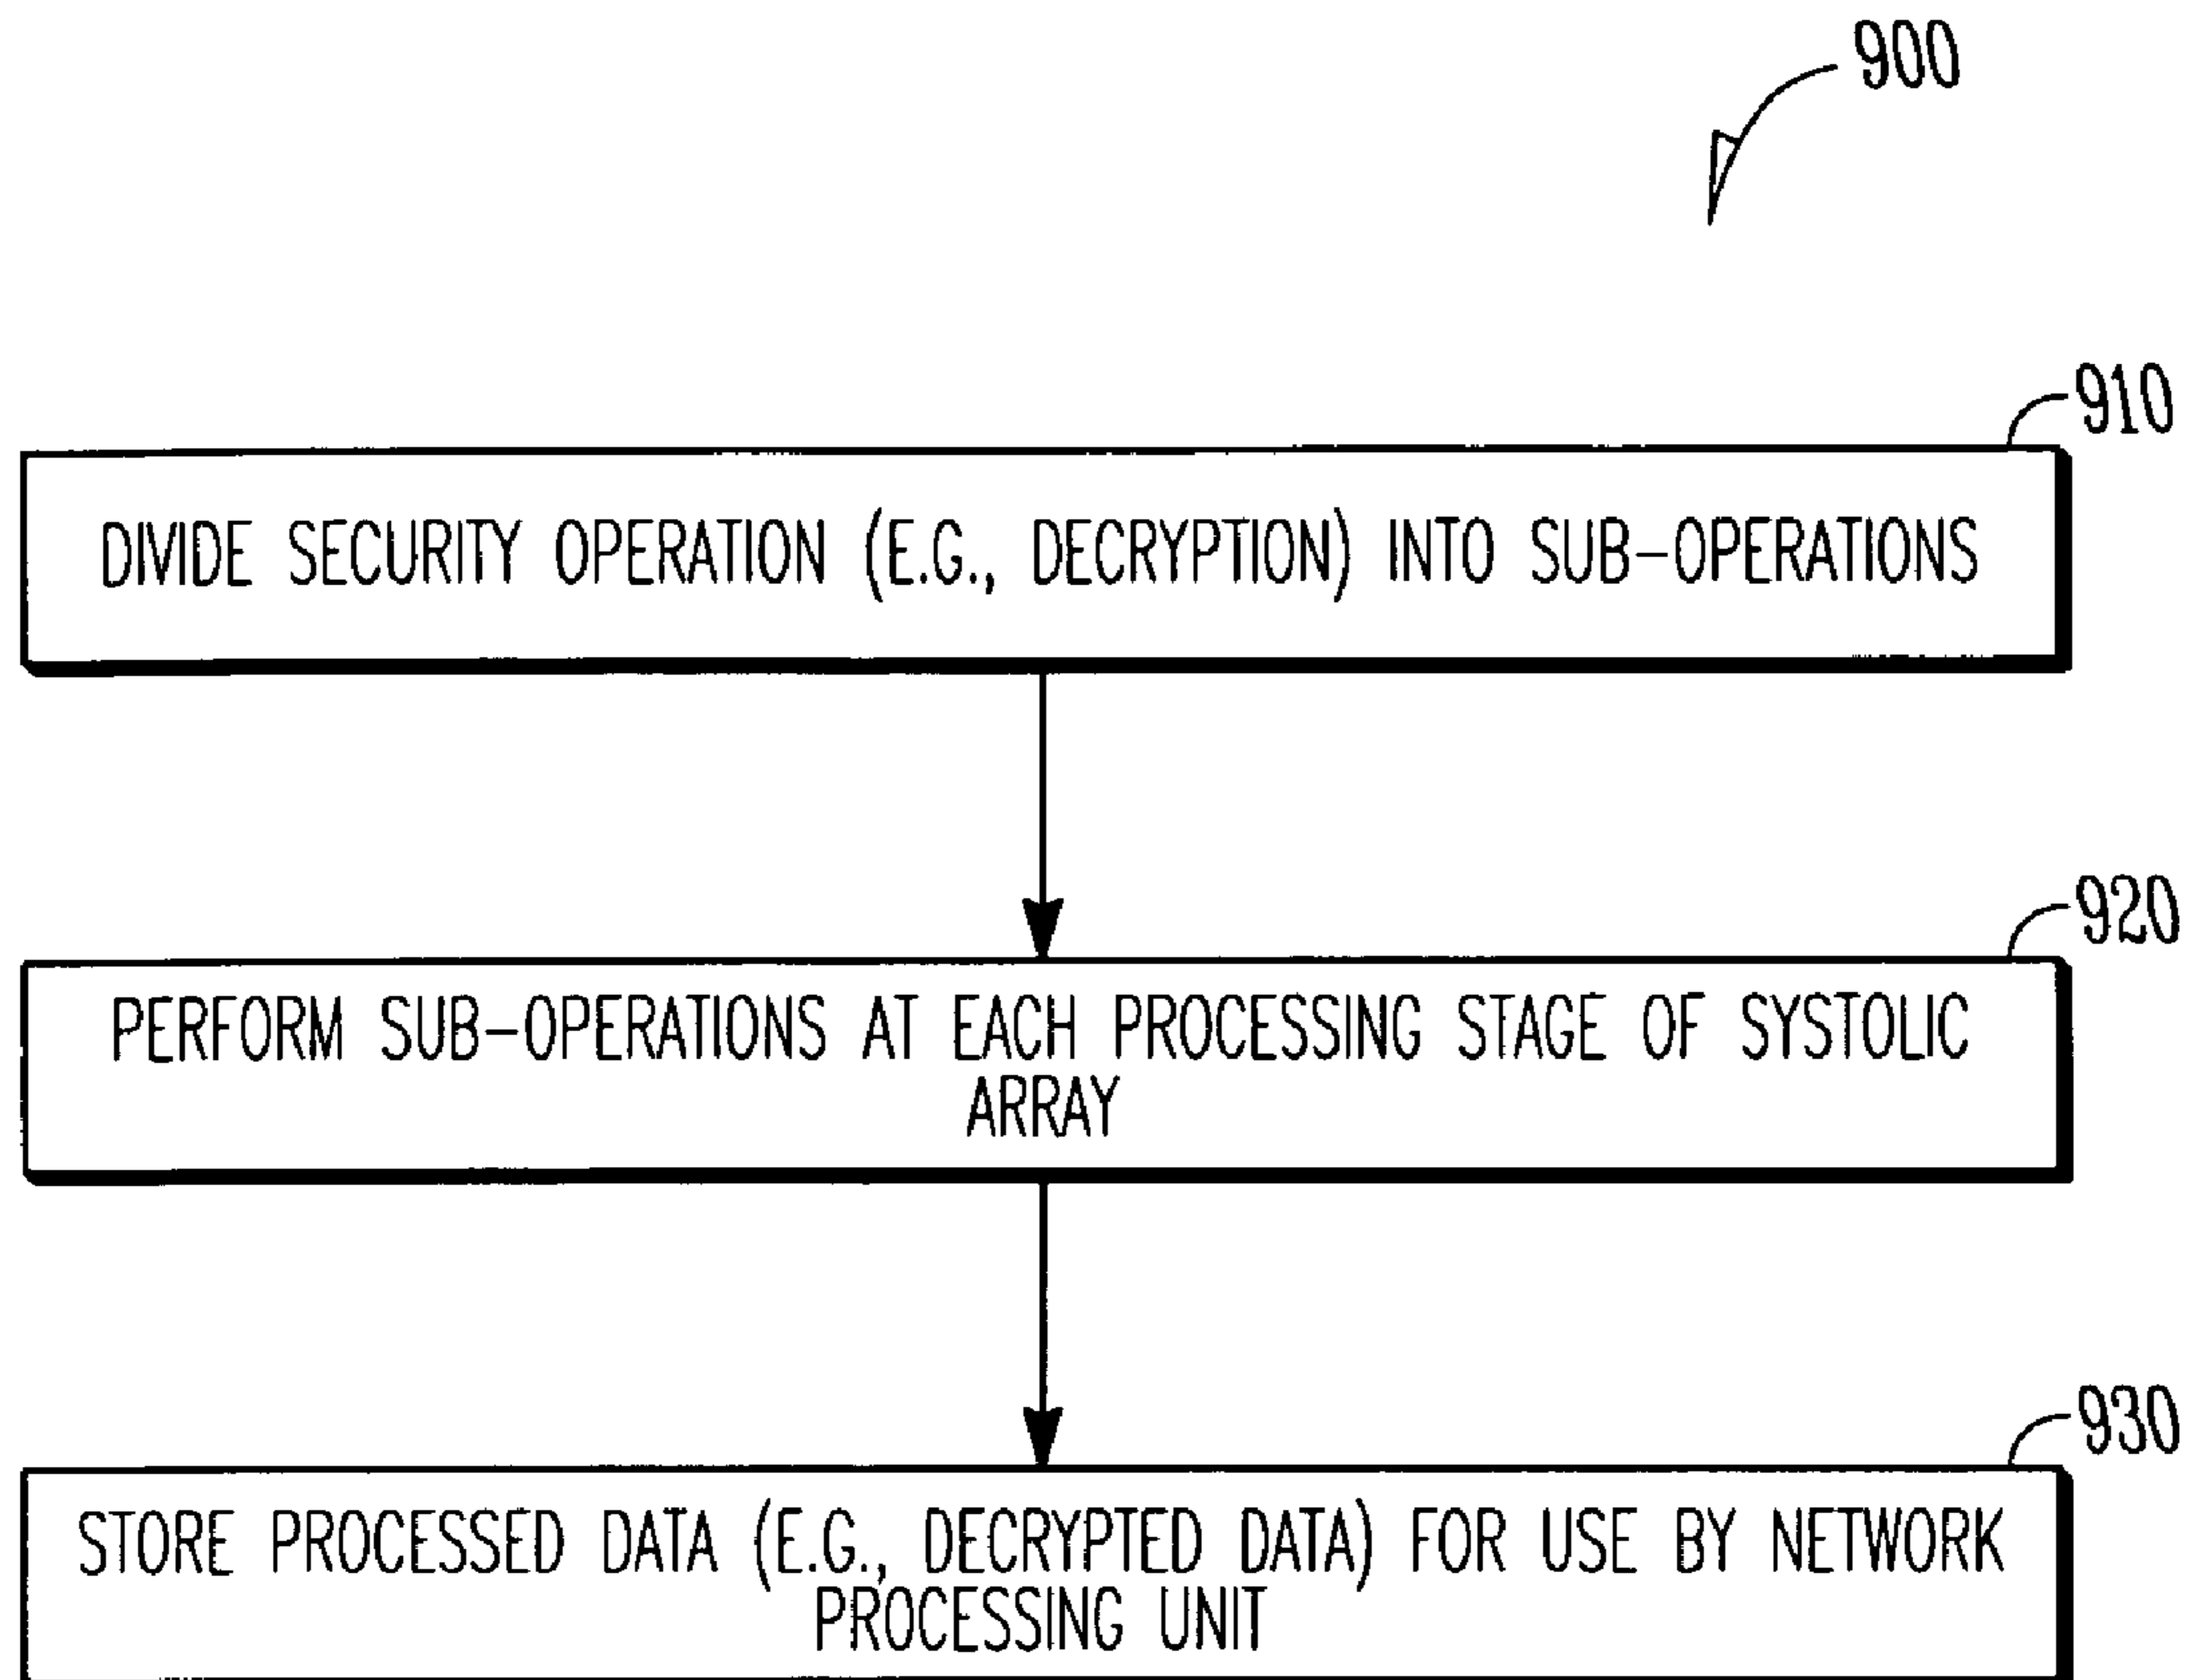 900
910
DIVIDE SECURITY OPERATION (E.G., DECRYPTION) INTO SUB-OPERATIONS
920
PERFORM SUB-OPERATIONS AT EACH PROCESSING STAGE OF SYSTOLIC
ARRAY
930
STORE PROCESSED DATA (E.G., DECRYPTED DATA) FOR USE BY NETWORK
PROCESSING UNIT